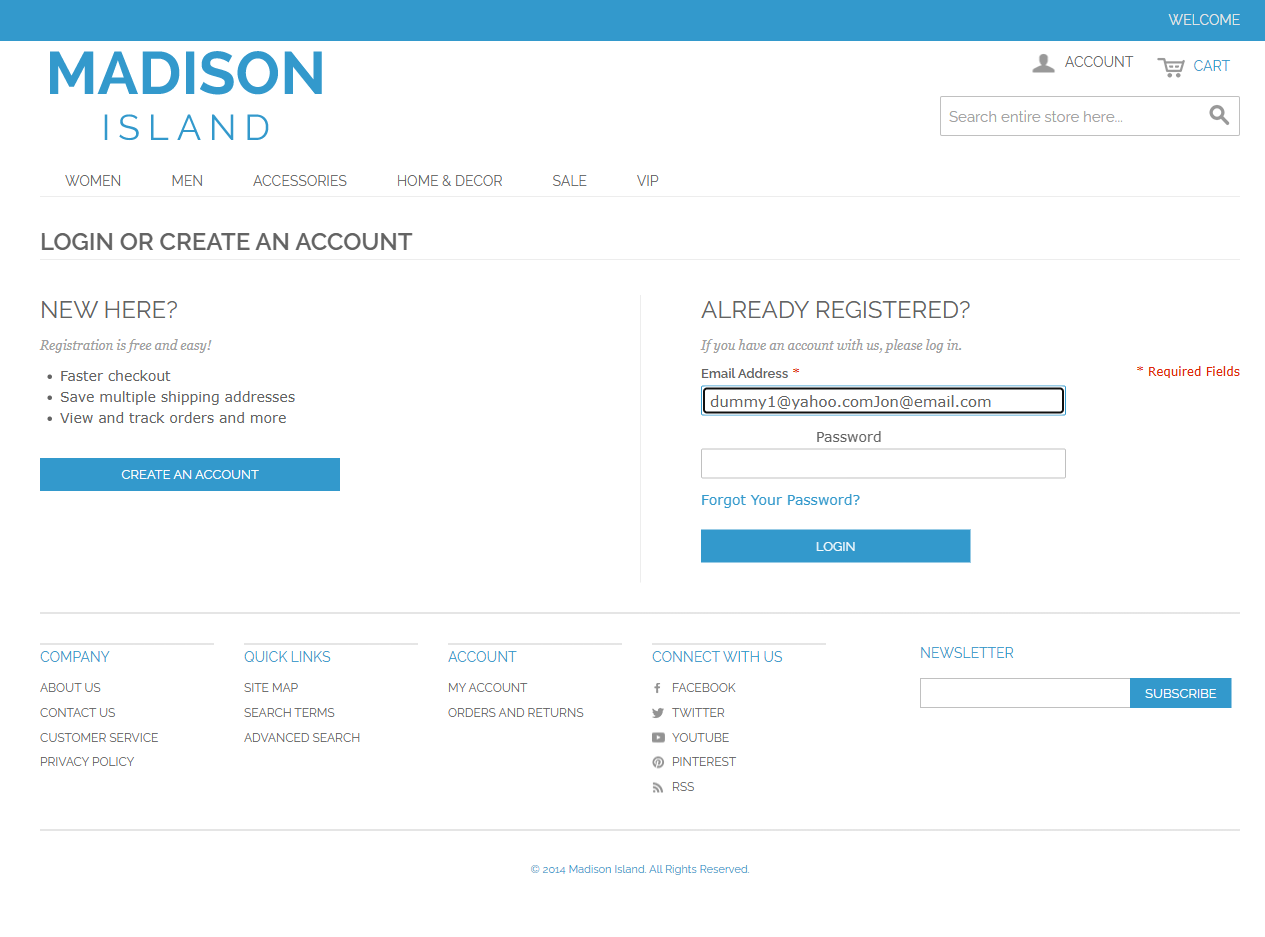 WELCOME
MADISON
ISLAND
ACCOUNT
CART
Search entire store here...
WOMEN MEN ACCESSORIES HOME & DECOR SALE VIP
LOGIN OR CREATE AN ACCOUNT
NEW HERE?
Registration is free and easy!
Faster checkout
Save multiple shipping addresses
View and track orders and more
CREATE AN ACCOUNT
ALREADY REGISTERED?
If you have an account with us, please log in.
Email Address *
* Required Fields
dummy1@yahoo.comJon@email.com
Password
Forgot Your Password?
LOGIN
COMPANY
ABOUT US
CONTACT US
CUSTOMER SERVICE
PRIVACY POLICY
QUICK LINKS
SITE MAP
SEARCH TERMS
ADVANCED SEARCH
ACCOUNT
MY ACCOUNT
ORDERS AND RETURNS
CONNECT WITH US
FACEBOOK
TWITTER
YOUTUBE
PINTEREST
RSS
NEWSLETTER
SUBSCRIBE
© 2014 Madison Island. All Rights Reserved.